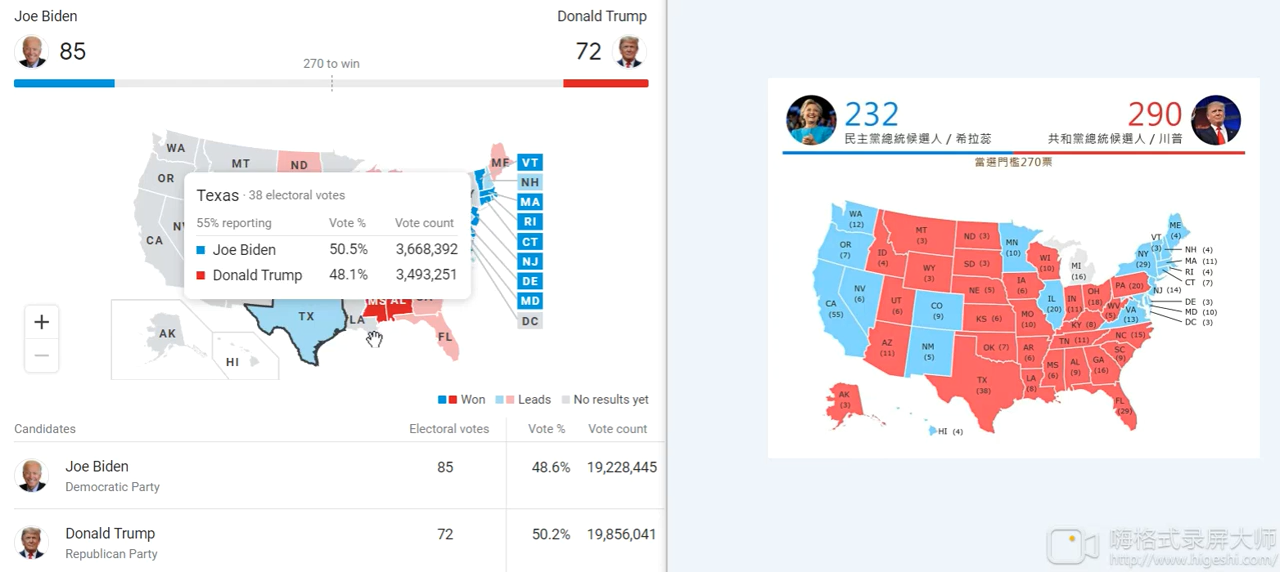 Joe Biden
Donald Trump
85
72
270 to win
WA
MT
ND
OR
NV
CA
ME
VT
NH
MA
RI
CT
NJ
DE
MD
DC
Texas · 38 electoral votes
55% reporting Vote % Vote count
Joe Biden 50.5% 3,668,392
Donald Trump 48.1% 3,493,251
TX
LA
MS
AL
FL
AK
HI
+
−
Won Leads No results yet
Candidates Electoral votes Vote % Vote count
Joe Biden 85 48.6% 19,228,445
Democratic Party
Donald Trump 72 50.2% 19,856,041
Republican Party
232
290
民主黨總統候選人 / 希拉蕊
共和黨總統候選人 / 川普
當選門檻270票
WA (12)
OR (7)
CA (55)
NV (6)
ID (4)
MT (3)
WY (3)
UT (6)
AZ (11)
CO (9)
NM (5)
ND (3)
SD (3)
NE (5)
KS (6)
OK (7)
TX (38)
MN (10)
IA (6)
MO (10)
AR (6)
LA (8)
WI (10)
IL (20)
MI (16)
IN (11)
OH (18)
KY (8)
TN (11)
MS (6)
AL (9)
GA (16)
FL (29)
SC (9)
NC (15)
VA (13)
WV (5)
PA (20)
NY (29)
VT (3)
ME (4)
NH (4)
MA (11)
RI (4)
CT (7)
NJ (14)
DE (3)
MD (10)
DC (3)
AK (3)
HI (4)
嗨格式录屏大师
http://www.higeshi.com/